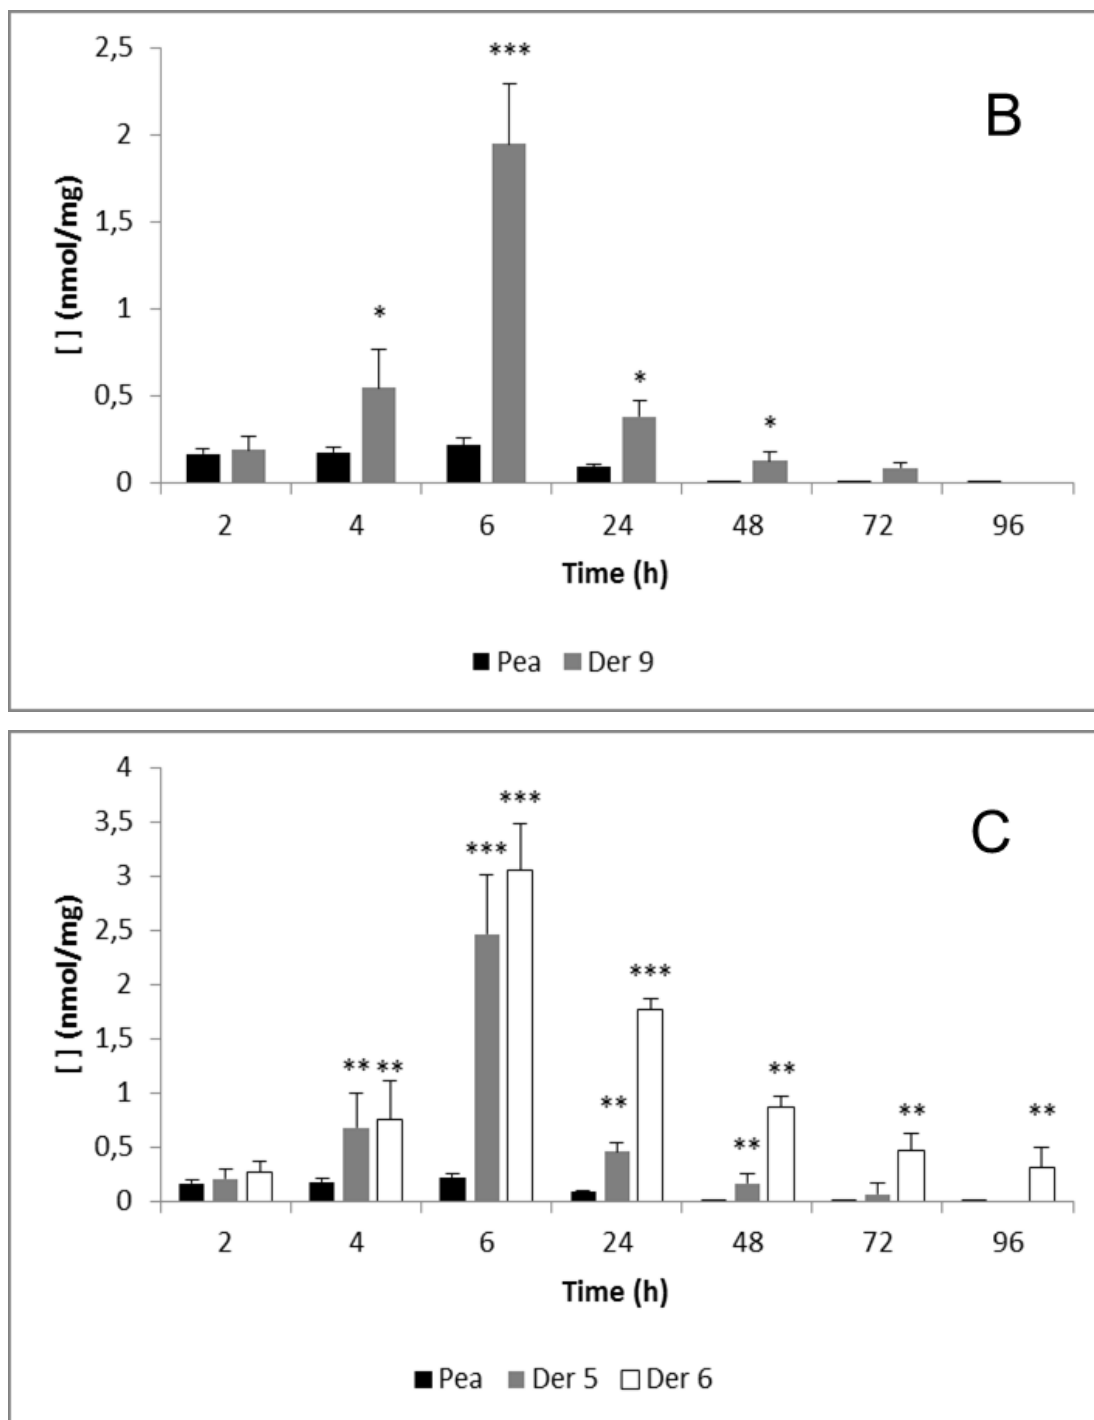 B
2,5
2
1,5
1
0,5
0
[ ] (nmol/mg)
***
*
*
*
2 4 6 24 48 72 96
Time (h)
Pea Der 9
C
4
3,5
3
2,5
2
1,5
1
0,5
0
[ ] (nmol/mg)
***
***
***
** **
**
**
**
**
**
2 4 6 24 48 72 96
Time (h)
Pea Der 5 Der 6